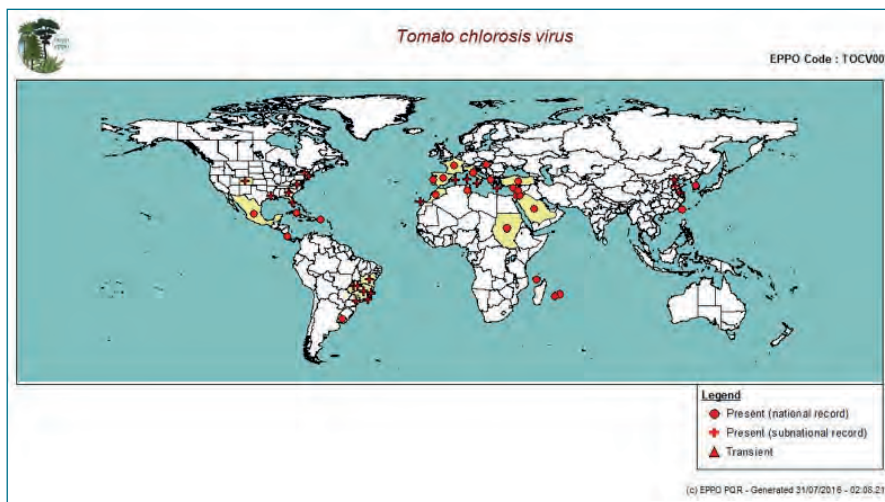 Tomato chlorosis virus
EPPO Code : TOCV00
Legend
Present (national record)
Present (subnational record)
Transient
(c) EPPO PQR - Generated 31/07/2016 - 02:06:21